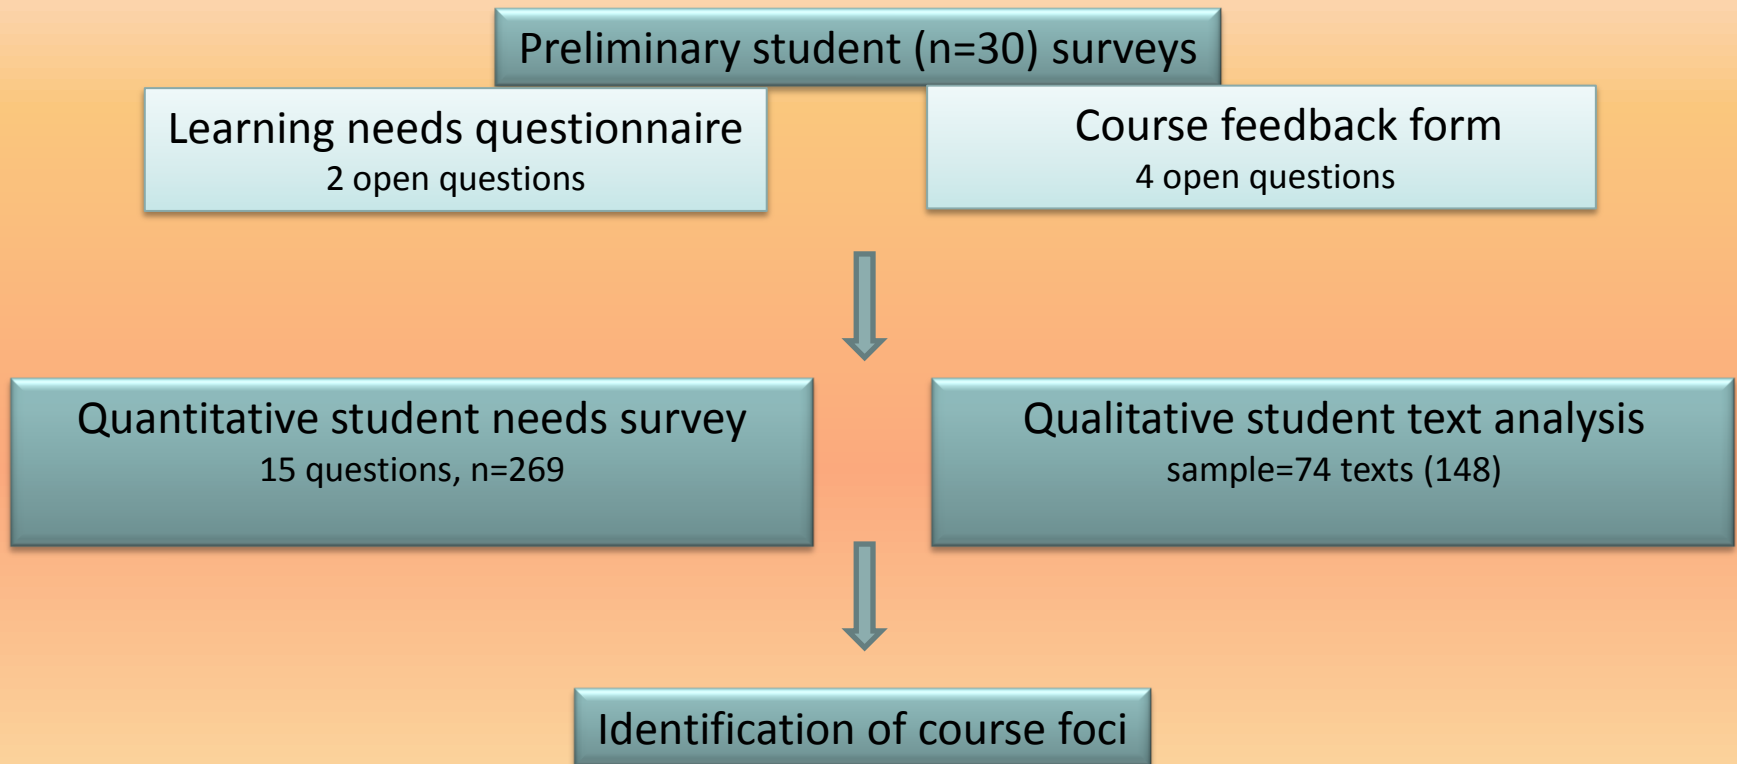 Preliminary student (n=30) surveys
Learning needs questionnaire
2 open questions
Course feedback form
4 open questions
Quantitative student needs survey
15 questions, n=269
Qualitative student text analysis
sample=74 texts (148)
Identification of course foci